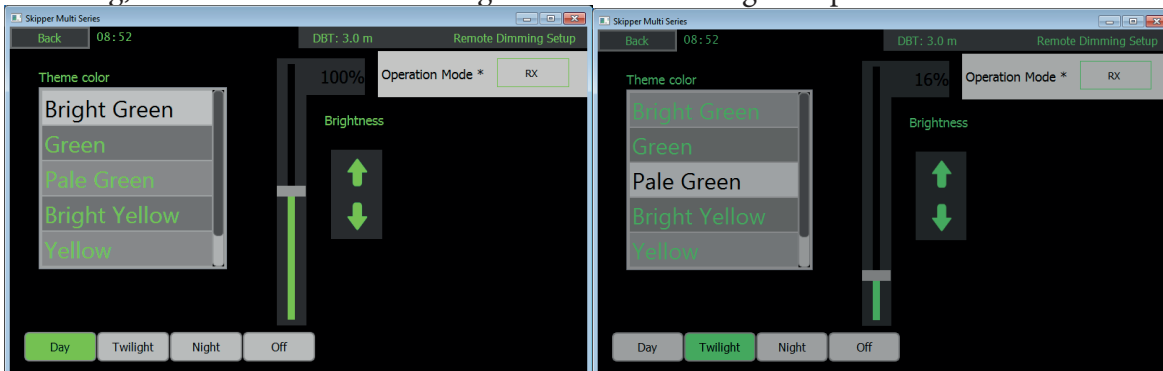 Skipper Multi Series
Back 08:52 DBT: 3.0 m Remote Dimming Setup
Theme color
100%
Operation Mode * RX
Bright Green
Green
Pale Green
Bright Yellow
Yellow
Brightness
Day Twilight Night Off
Skipper Multi Series
Back 08:52 DBT: 3.0 m Remote Dimming Setup
Theme color
16%
Operation Mode * RX
Bright Green
Green
Pale Green
Bright Yellow
Yellow
Brightness
Day Twilight Night Off